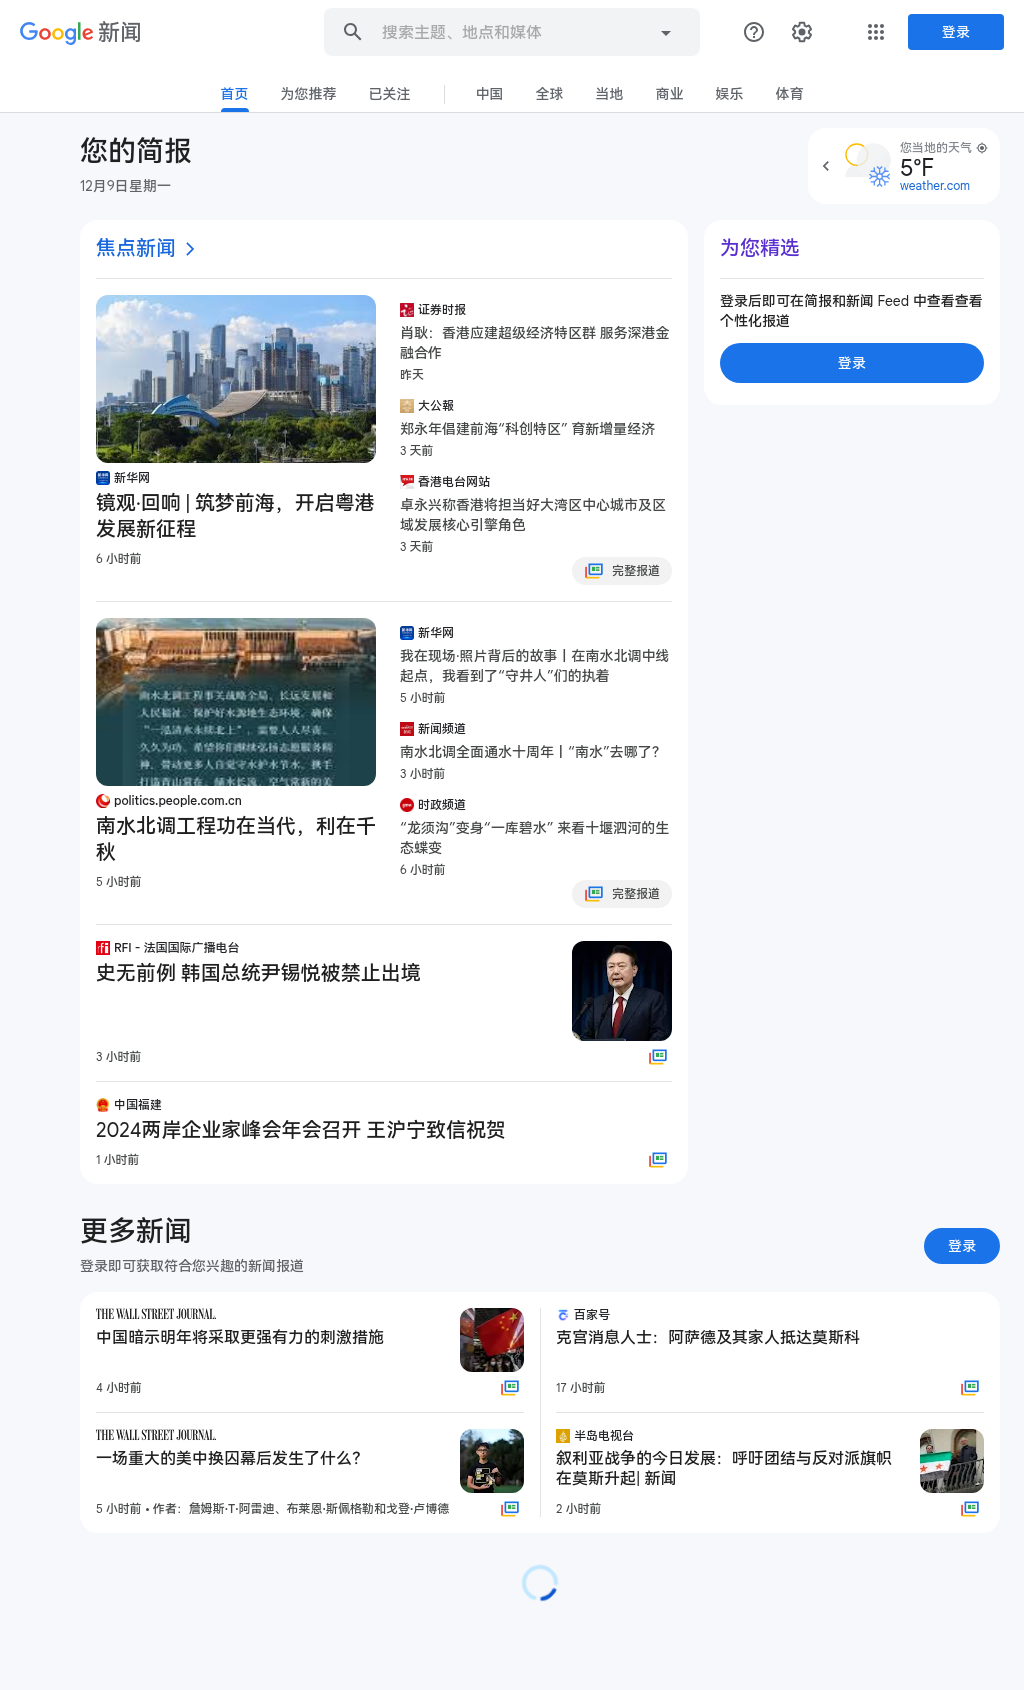 Google 新闻
搜索主题、地点和媒体
登录
首页
为您推荐
已关注
中国
全球
当地
商业
娱乐
体育
您的简报
12月9日星期一
您当地的天气
5°F
weather.com
焦点新闻
新华网
镜观·回响 | 筑梦前海，开启粤港
发展新征程
6 小时前
证券时报
肖耿：香港应建超级经济特区群 服务深港金
融合作
昨天
大公報
郑永年倡建前海“科创特区” 育新增量经济
3 天前
香港电台网站
卓永兴称香港将担当好大湾区中心城市及区
域发展核心引擎角色
3 天前
完整报道
为您精选
登录后即可在简报和新闻 Feed 中查看查看
个性化报道
登录
南水北调工程事关战略全局、长远发展和
人民福祉。保护好水源地生态环境，确保
“一泓清水永续北上”，需要人人尽责、
久久为功。希望你们继续弘扬志愿服务精
神，带动更多人自觉守水护水节水，携手
politics.people.com.cn
南水北调工程功在当代，利在千
秋
5 小时前
新华网
我在现场·照片背后的故事丨在南水北调中线
起点，我看到了“守井人”们的执着
5 小时前
新闻频道
南水北调全面通水十周年丨“南水”去哪了？
3 小时前
时政频道
“龙须沟”变身“一库碧水” 来看十堰泗河的生
态蝶变
6 小时前
完整报道
rfi
RFI - 法国国际广播电台
史无前例 韩国总统尹锡悦被禁止出境
3 小时前
中国福建
2024两岸企业家峰会年会召开 王沪宁致信祝贺
1 小时前
更多新闻
登录即可获取符合您兴趣的新闻报道
登录
THE WALL STREET JOURNAL.
中国暗示明年将采取更强有力的刺激措施
4 小时前
百家号
克宫消息人士：阿萨德及其家人抵达莫斯科
17 小时前
THE WALL STREET JOURNAL.
一场重大的美中换囚幕后发生了什么？
5 小时前 • 作者：詹姆斯·T·阿雷迪、布莱恩·斯佩格勒和戈登·卢博德
半岛电视台
叙利亚战争的今日发展：呼吁团结与反对派旗帜
在莫斯升起| 新闻
2 小时前